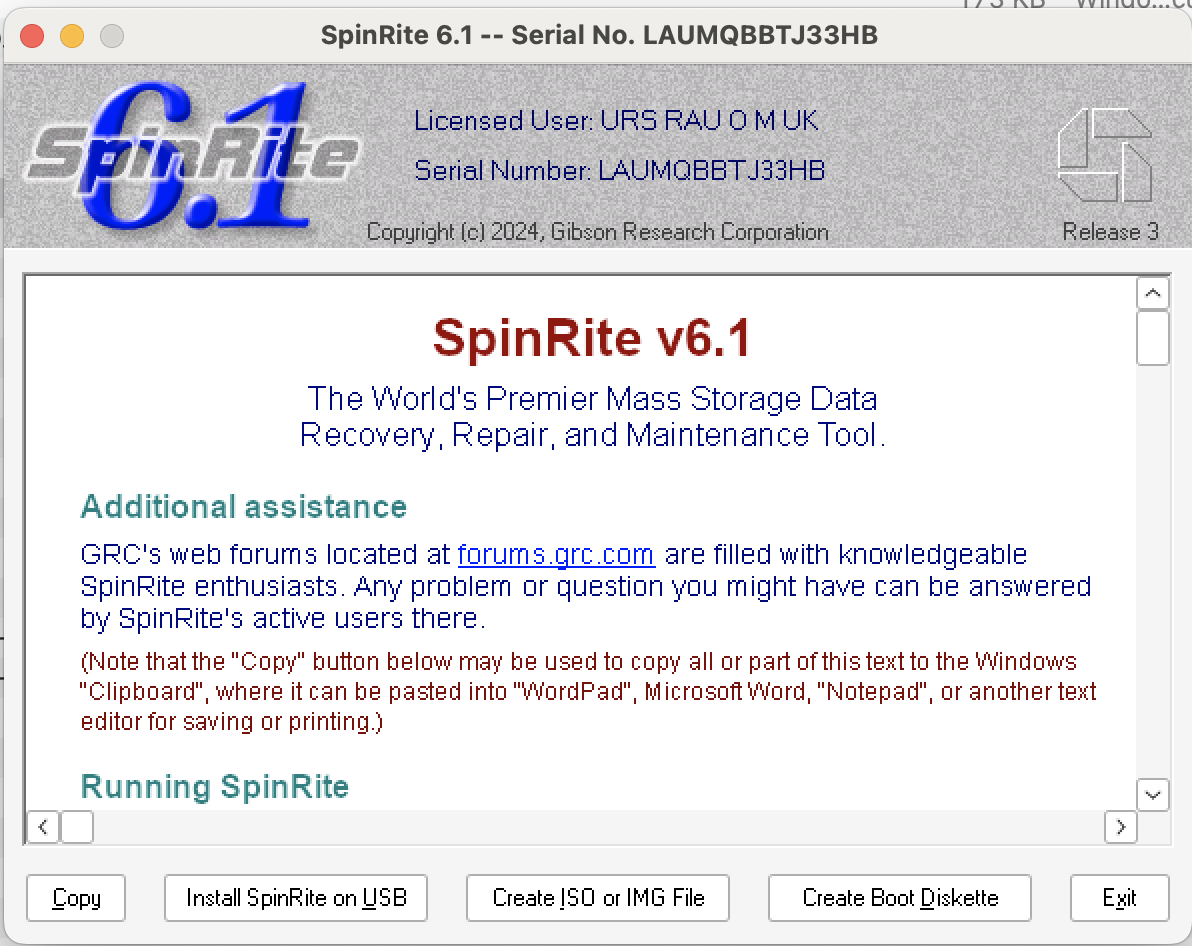 173 KB Windo...
SpinRite 6.1 -- Serial No. LAUMQBBTJ33HB
SpinRite
6.1
Licensed User: URS RAU O M UK
Serial Number: LAUMQBBTJ33HB
Copyright (c) 2024, Gibson Research Corporation
Release 3
SpinRite v6.1
The World's Premier Mass Storage Data
Recovery, Repair, and Maintenance Tool.
Additional assistance
GRC's web forums located at forums.grc.com are filled with knowledgeable
SpinRite enthusiasts. Any problem or question you might have can be answered
by SpinRite's active users there.
(Note that the "Copy" button below may be used to copy all or part of this text to the Windows
"Clipboard", where it can be pasted into "WordPad", Microsoft Word, "Notepad", or another text
editor for saving or printing.)
Running SpinRite
Copy Install SpinRite on USB Create ISO or IMG File Create Boot Diskette Exit